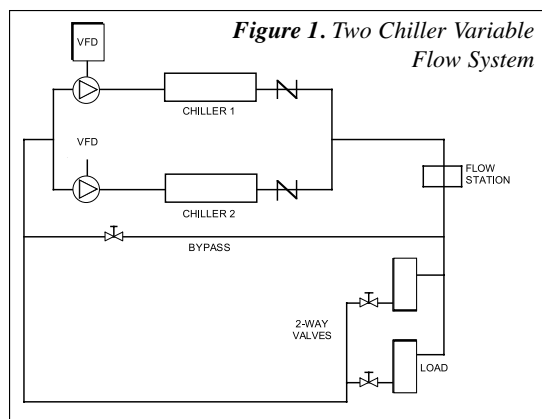 Figure 1. Two Chiller Variable
Flow System
VFD
CHILLER 1
VFD
CHILLER 2
FLOW
STATION
BYPASS
2-WAY
VALVES
LOAD